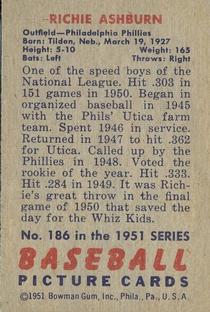 RICHIE ASHBURN
Outfield—Philadelphia Phillies
Born: Tilden, Neb., March 19, 1927
Height: 5-10 Weight: 165
Bats: Left Throws: Right
One of the speed boys of the
National League. Hit .303 in
151 games in 1950. Began in
organized baseball in 1945
with the Phils' Utica farm
team. Spent 1946 in service.
Returned in 1947 to hit .362
for Utica. Called up by the
Phillies in 1948. Voted the
rookie of the year. Hit .333.
Hit .284 in 1949. It was Rich-
ie's great throw in the final
game of 1950 that saved the
day for the Whiz Kids.
No. 186 in the 1951 SERIES
BASEBALL
PICTURE CARDS
©1951 Bowman Gum, Inc., Phila., Pa., U.S.A.